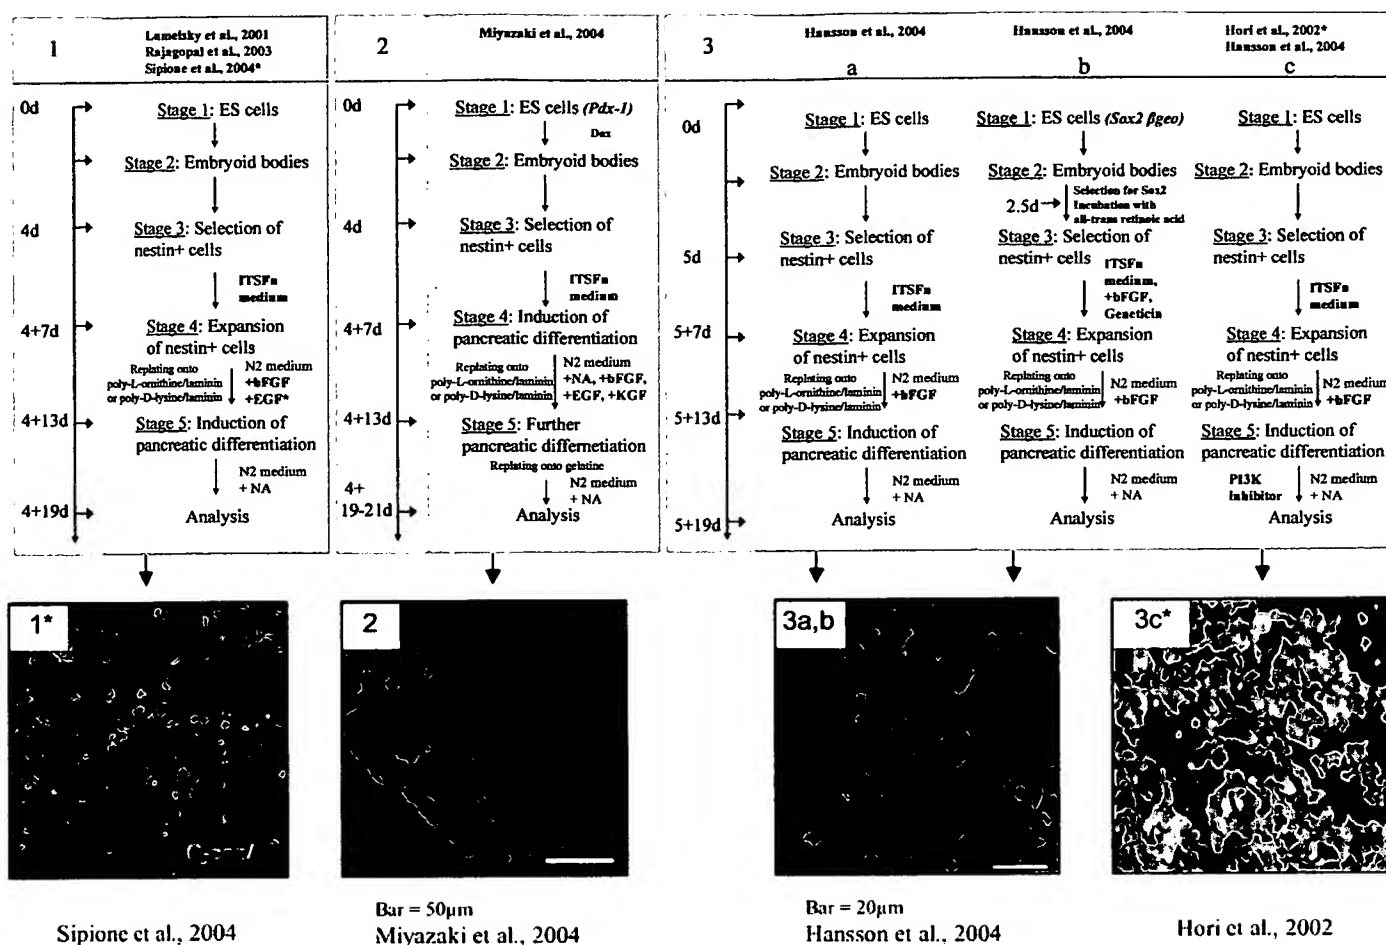 1
Lumelsky et al., 2001
Rajagopal et al., 2003
Sipione et al., 2004*
0d
Stage 1: ES cells
Stage 2: Embryoid bodies
4d
Stage 3: Selection of
nestin+ cells
ITSFn
medium
4+7d
Stage 4: Expansion
of nestin+ cells
Replating onto
poly-L-ornithine/laminin
or poly-D-lysine/laminin
N2 medium
+bFGF
+EGF*
4+13d
Stage 5: Induction of
pancreatic differentiation
N2 medium
+ NA
4+19d
Analysis
2
Miyazaki et al., 2004
0d
Stage 1: ES cells (Pdx-1)
Dox
Stage 2: Embryoid bodies
4d
Stage 3: Selection of
nestin+ cells
ITSFn
medium
4+7d
Stage 4: Induction of
pancreatic differentiation
Replating onto
poly-L-ornithine/laminin
or poly-D-lysine/laminin
N2 medium
+NA, +bFGF,
+EGF, +KGF
4+13d
Stage 5: Further
pancreatic differnetiation
Replating onto gelatine
N2 medium
+ NA
4+
19-21d
Analysis
3
Hansson et al., 2004
a
0d
Stage 1: ES cells
Stage 2: Embryoid bodies
Stage 3: Selection of
nestin+ cells
5d
ITSFn
medium
5+7d
Stage 4: Expansion
of nestin+ cells
Replating onto
poly-L-ornithine/laminin
or poly-D-lysine/laminin
N2 medium
+bFGF
5+13d
Stage 5: Induction of
pancreatic differentiation
N2 medium
+ NA
5+19d
Analysis
Hansson et al., 2004
b
Stage 1: ES cells (Sox2 βgeo)
Stage 2: Embryoid bodies
2.5d
Selection for Sox2
Incubation with
all-trans retinoic acid
Stage 3: Selection of
nestin+ cells
ITSFn
medium,
+bFGF,
Geneticin
Stage 4: Expansion
of nestin+ cells
Replating onto
poly-L-ornithine/laminin
or poly-D-lysine/laminin
N2 medium
+bFGF
Stage 5: Induction of
pancreatic differentiation
N2 medium
+ NA
Analysis
Hori et al., 2002*
Hansson et al., 2004
c
Stage 1: ES cells
Stage 2: Embryoid bodies
Stage 3: Selection of
nestin+ cells
ITSFn
medium
Stage 4: Expansion
of nestin+ cells
Replating onto
poly-L-ornithine/laminin
or poly-D-lysine/laminin
N2 medium
+bFGF
Stage 5: Induction of
pancreatic differentiation
PI3K
inhibitor
N2 medium
+ NA
Analysis
1*
2
3a,b
3c*
Sipione et al., 2004
Bar = 50μm
Miyazaki et al., 2004
Bar = 20μm
Hansson et al., 2004
Hori et al., 2002